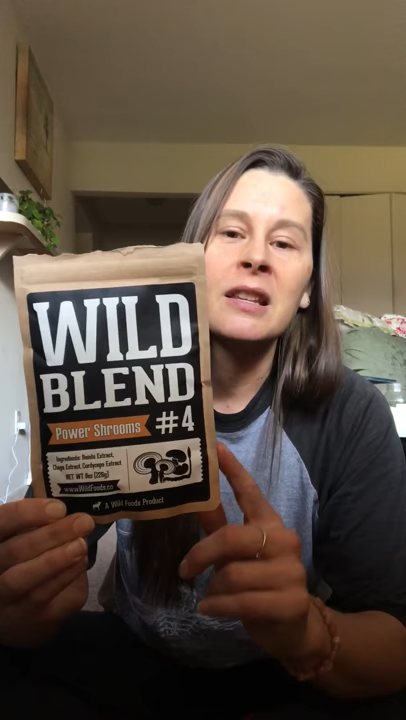 WILD
BLEND
Power Shrooms #4
Ingredients: Reishi Extract,
Chaga Extract, Cordyceps Extract
NET WT 8oz (228g)
www.WildFoods.co
A Wild Foods Product